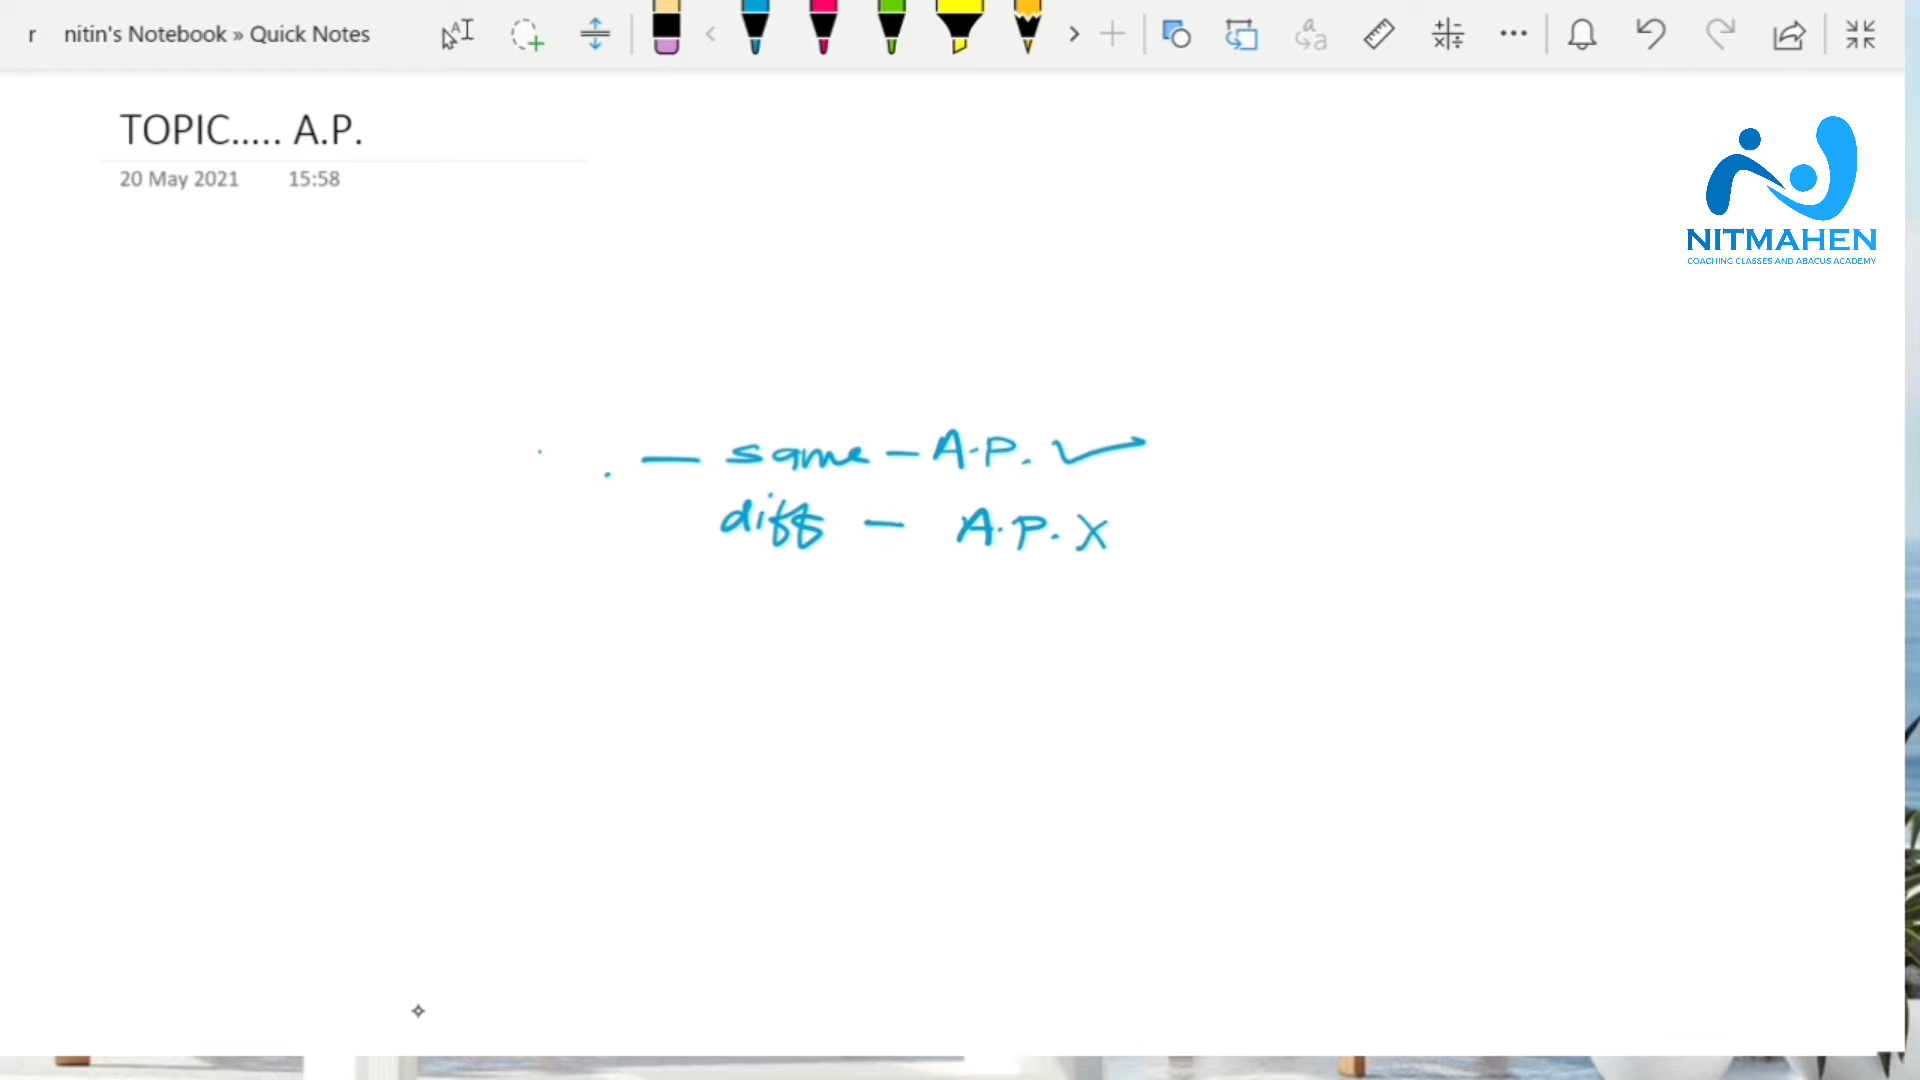 r nitin's Notebook » Quick Notes
TOPIC..... A.P.
20 May 2021 15:58
NITMAHEN
COACHING CLASSES AND ABACUS ACADEMY
— same — A.P. ✓
diff — A.P. X